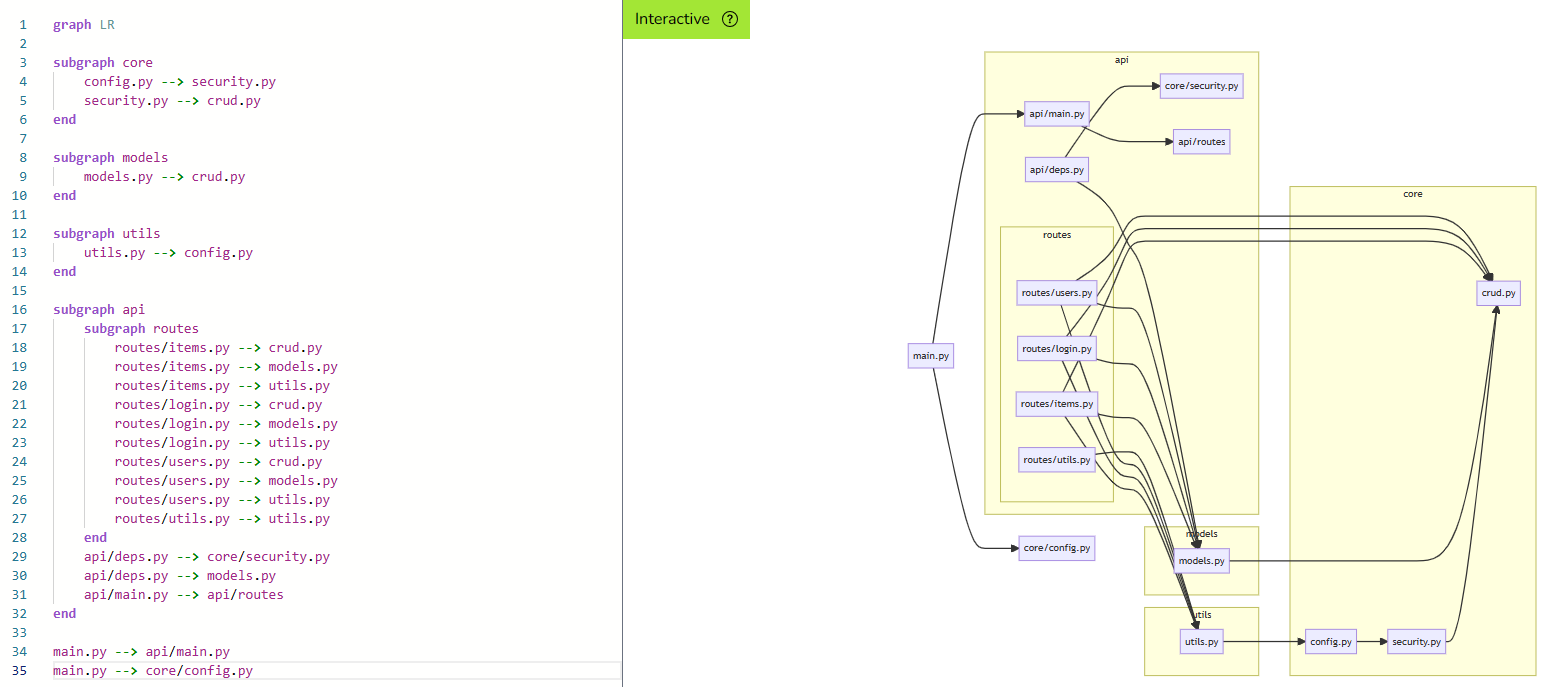 1 graph LR
2
3 subgraph core
4 config.py --> security.py
5 security.py --> crud.py
6 end
7
8 subgraph models
9 models.py --> crud.py
10 end
11
12 subgraph utils
13 utils.py --> config.py
14 end
15
16 subgraph api
17 subgraph routes
18 routes/items.py --> crud.py
19 routes/items.py --> models.py
20 routes/items.py --> utils.py
21 routes/login.py --> crud.py
22 routes/login.py --> models.py
23 routes/login.py --> utils.py
24 routes/users.py --> crud.py
25 routes/users.py --> models.py
26 routes/users.py --> utils.py
27 routes/utils.py --> utils.py
28 end
29 api/deps.py --> core/security.py
30 api/deps.py --> models.py
31 api/main.py --> api/routes
32 end
33
34 main.py --> api/main.py
35 main.py --> core/config.py
Interactive ?
api
core/security.py
api/main.py
api/routes
api/deps.py
core
routes
routes/users.py
crud.py
routes/login.py
main.py
routes/items.py
routes/utils.py
models
core/config.py
models.py
utils
utils.py
config.py
security.py